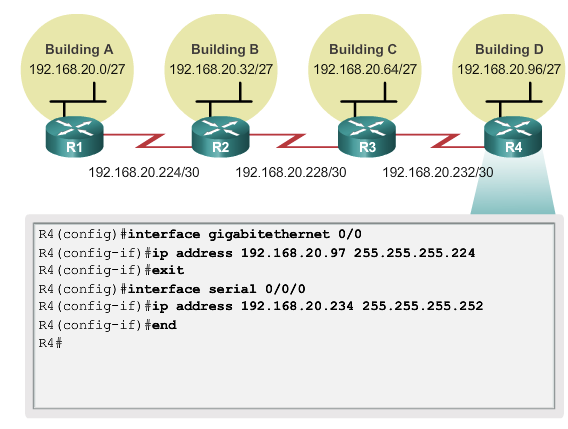 Building A
192.168.20.0/27
Building B
192.168.20.32/27
Building C
192.168.20.64/27
Building D
192.168.20.96/27
R1
R2
R3
R4
192.168.20.224/30
192.168.20.228/30
192.168.20.232/30
R4(config)#interface gigabitethernet 0/0
R4(config-if)#ip address 192.168.20.97 255.255.255.224
R4(config-if)#exit
R4(config)#interface serial 0/0/0
R4(config-if)#ip address 192.168.20.234 255.255.255.252
R4(config-if)#end
R4#